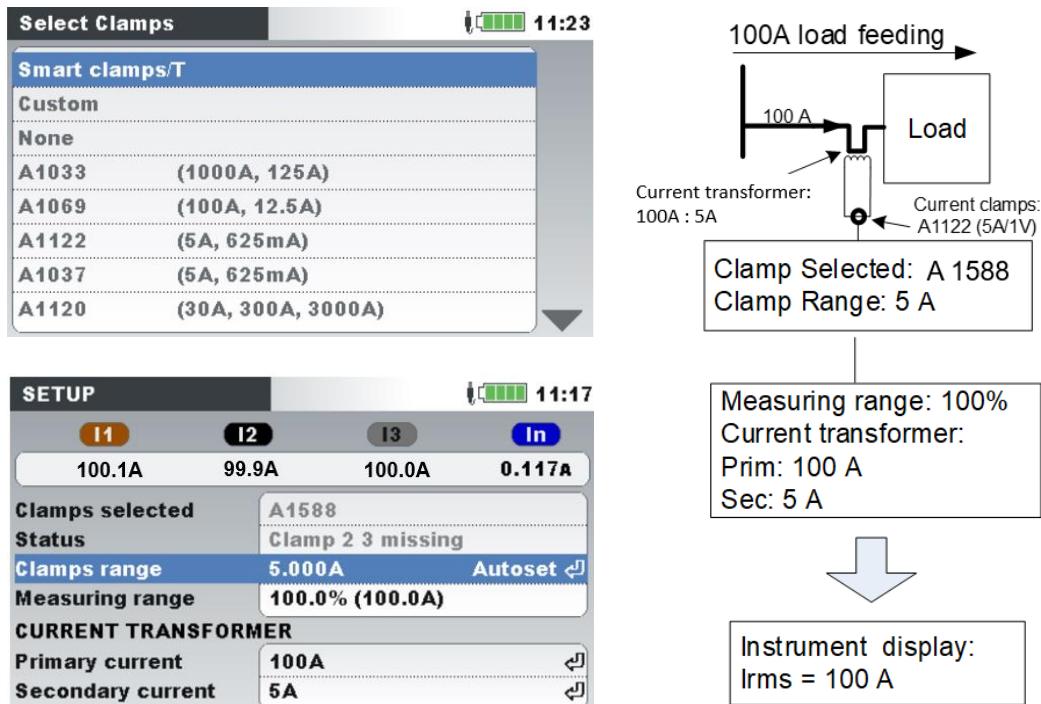 Select Clamps 11:23
Smart clamps/T
Custom
None
A1033 (1000A, 125A)
A1069 (100A, 12.5A)
A1122 (5A, 625mA)
A1037 (5A, 625mA)
A1120 (30A, 300A, 3000A)
SETUP 11:17
I1 I2 I3 In
100.1A 99.9A 100.0A 0.117A
Clamps selected A1588
Status Clamp 2 3 missing
Clamps range 5.000A Autoset
Measuring range 100.0% (100.0A)
CURRENT TRANSFORMER
Primary current 100A
Secondary current 5A
100A load feeding
100 A
Load
Current transformer:
100A : 5A
Current clamps:
A1122 (5A/1V)
Clamp Selected: A 1588
Clamp Range: 5 A
Measuring range: 100%
Current transformer:
Prim: 100 A
Sec: 5 A
Instrument display:
Irms = 100 A